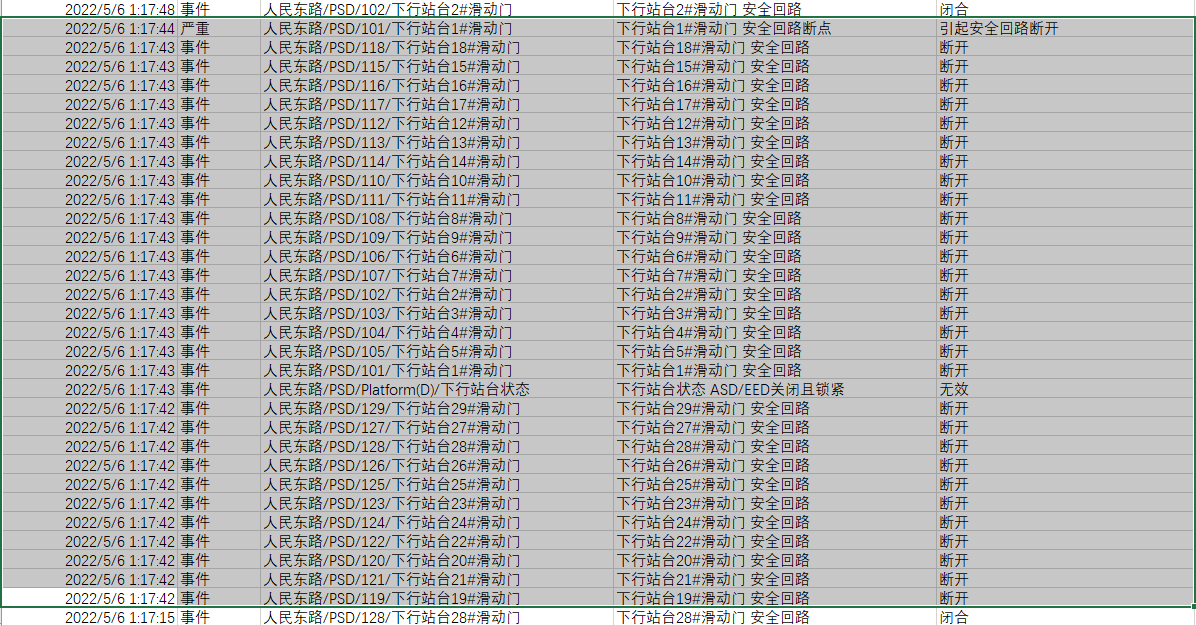 2022/5/6 1:17:48 事件 人民东路/PSD/102/下行站台2#滑动门 下行站台2#滑动门 安全回路 闭合
2022/5/6 1:17:44 严重 人民东路/PSD/101/下行站台1#滑动门 下行站台1#滑动门 安全回路断点 引起安全回路断开
2022/5/6 1:17:43 事件 人民东路/PSD/118/下行站台18#滑动门 下行站台18#滑动门 安全回路 断开
2022/5/6 1:17:43 事件 人民东路/PSD/115/下行站台15#滑动门 下行站台15#滑动门 安全回路 断开
2022/5/6 1:17:43 事件 人民东路/PSD/116/下行站台16#滑动门 下行站台16#滑动门 安全回路 断开
2022/5/6 1:17:43 事件 人民东路/PSD/117/下行站台17#滑动门 下行站台17#滑动门 安全回路 断开
2022/5/6 1:17:43 事件 人民东路/PSD/112/下行站台12#滑动门 下行站台12#滑动门 安全回路 断开
2022/5/6 1:17:43 事件 人民东路/PSD/113/下行站台13#滑动门 下行站台13#滑动门 安全回路 断开
2022/5/6 1:17:43 事件 人民东路/PSD/114/下行站台14#滑动门 下行站台14#滑动门 安全回路 断开
2022/5/6 1:17:43 事件 人民东路/PSD/110/下行站台10#滑动门 下行站台10#滑动门 安全回路 断开
2022/5/6 1:17:43 事件 人民东路/PSD/111/下行站台11#滑动门 下行站台11#滑动门 安全回路 断开
2022/5/6 1:17:43 事件 人民东路/PSD/108/下行站台8#滑动门 下行站台8#滑动门 安全回路 断开
2022/5/6 1:17:43 事件 人民东路/PSD/109/下行站台9#滑动门 下行站台9#滑动门 安全回路 断开
2022/5/6 1:17:43 事件 人民东路/PSD/106/下行站台6#滑动门 下行站台6#滑动门 安全回路 断开
2022/5/6 1:17:43 事件 人民东路/PSD/107/下行站台7#滑动门 下行站台7#滑动门 安全回路 断开
2022/5/6 1:17:43 事件 人民东路/PSD/102/下行站台2#滑动门 下行站台2#滑动门 安全回路 断开
2022/5/6 1:17:43 事件 人民东路/PSD/103/下行站台3#滑动门 下行站台3#滑动门 安全回路 断开
2022/5/6 1:17:43 事件 人民东路/PSD/104/下行站台4#滑动门 下行站台4#滑动门 安全回路 断开
2022/5/6 1:17:43 事件 人民东路/PSD/105/下行站台5#滑动门 下行站台5#滑动门 安全回路 断开
2022/5/6 1:17:43 事件 人民东路/PSD/101/下行站台1#滑动门 下行站台1#滑动门 安全回路 断开
2022/5/6 1:17:43 事件 人民东路/PSD/Platform(D)/下行站台状态 下行站台状态 ASD/EED关闭且锁紧 无效
2022/5/6 1:17:42 事件 人民东路/PSD/129/下行站台29#滑动门 下行站台29#滑动门 安全回路 断开
2022/5/6 1:17:42 事件 人民东路/PSD/127/下行站台27#滑动门 下行站台27#滑动门 安全回路 断开
2022/5/6 1:17:42 事件 人民东路/PSD/128/下行站台28#滑动门 下行站台28#滑动门 安全回路 断开
2022/5/6 1:17:42 事件 人民东路/PSD/126/下行站台26#滑动门 下行站台26#滑动门 安全回路 断开
2022/5/6 1:17:42 事件 人民东路/PSD/125/下行站台25#滑动门 下行站台25#滑动门 安全回路 断开
2022/5/6 1:17:42 事件 人民东路/PSD/123/下行站台23#滑动门 下行站台23#滑动门 安全回路 断开
2022/5/6 1:17:42 事件 人民东路/PSD/124/下行站台24#滑动门 下行站台24#滑动门 安全回路 断开
2022/5/6 1:17:42 事件 人民东路/PSD/122/下行站台22#滑动门 下行站台22#滑动门 安全回路 断开
2022/5/6 1:17:42 事件 人民东路/PSD/120/下行站台20#滑动门 下行站台20#滑动门 安全回路 断开
2022/5/6 1:17:42 事件 人民东路/PSD/121/下行站台21#滑动门 下行站台21#滑动门 安全回路 断开
2022/5/6 1:17:42 事件 人民东路/PSD/119/下行站台19#滑动门 下行站台19#滑动门 安全回路 断开
2022/5/6 1:17:15 事件 人民东路/PSD/128/下行站台28#滑动门 下行站台28#滑动门 安全回路 闭合